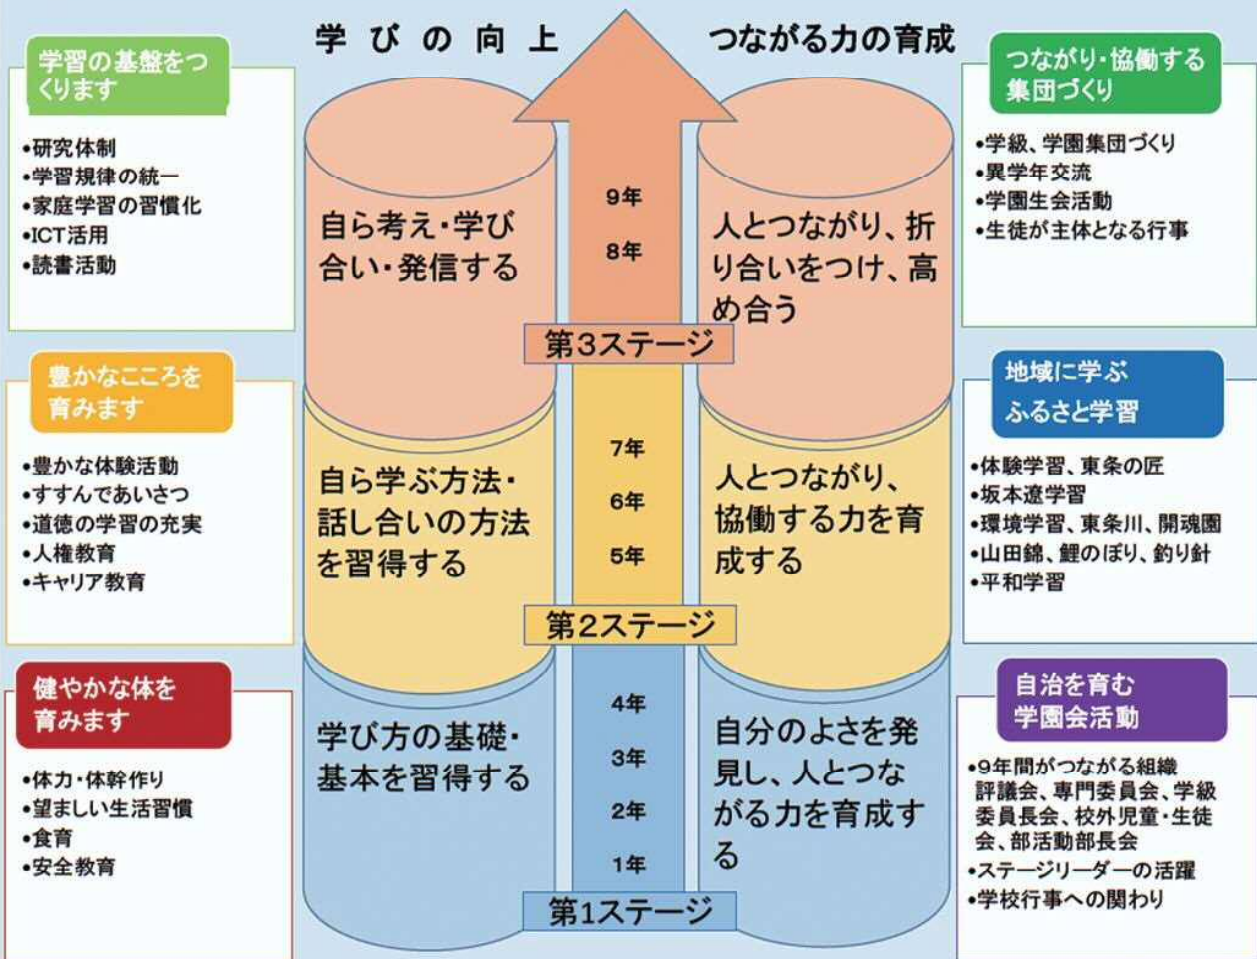 学びの向上
つながる力の育成
学習の基盤をつ
くります
•研究体制
•学習規律の統一
•家庭学習の習慣化
•ICT活用
•読書活動
豊かなこころを
育みます
•豊かな体験活動
•すすんであいさつ
•道徳の学習の充実
•人権教育
•キャリア教育
健やかな体を
育みます
•体力・体幹作り
•望ましい生活習慣
•食育
•安全教育
自ら考え・学び
合い・発信する
自ら学ぶ方法・
話し合いの方法
を習得する
学び方の基礎・
基本を習得する
9年
8年
第3ステージ
7年
6年
5年
第2ステージ
4年
3年
2年
1年
第1ステージ
人とつながり、折
り合いをつけ、高
め合う
人とつながり、
協働する力を育
成する
自分のよさを発
見し、人とつな
がる力を育成す
る
つながり・協働する
集団づくり
•学級、学園集団づくり
•異学年交流
•学園生会活動
•生徒が主体となる行事
地域に学ぶ
ふるさと学習
•体験学習、東条の匠
•坂本遼学習
•環境学習、東条川、開魂園
•山田錦、鯉のぼり、釣り針
•平和学習
自治を育む
学園会活動
•9年間がつながる組織
評議会、専門委員会、学級
委員長会、校外児童・生徒
会、部活動部長会
•ステージリーダーの活躍
•学校行事への関わり